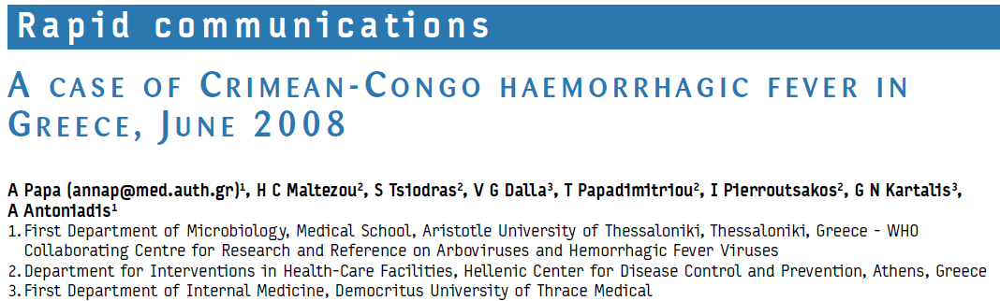 Rapid communications
A case of Crimean-Congo haemorrhagic fever in
Greece, June 2008
A Papa (annap@med.auth.gr)1, H C Maltezou2, S Tsiodras2, V G Dalla3, T Papadimitriou2, I Pierroutsakos2, G N Kartalis3,
A Antoniadis1
1. First Department of Microbiology, Medical School, Aristotle University of Thessaloniki, Thessaloniki, Greece - WHO
Collaborating Centre for Research and Reference on Arboviruses and Hemorrhagic Fever Viruses
2. Department for Interventions in Health-Care Facilities, Hellenic Center for Disease Control and Prevention, Athens, Greece
3. First Department of Internal Medicine, Democritus University of Thrace Medical